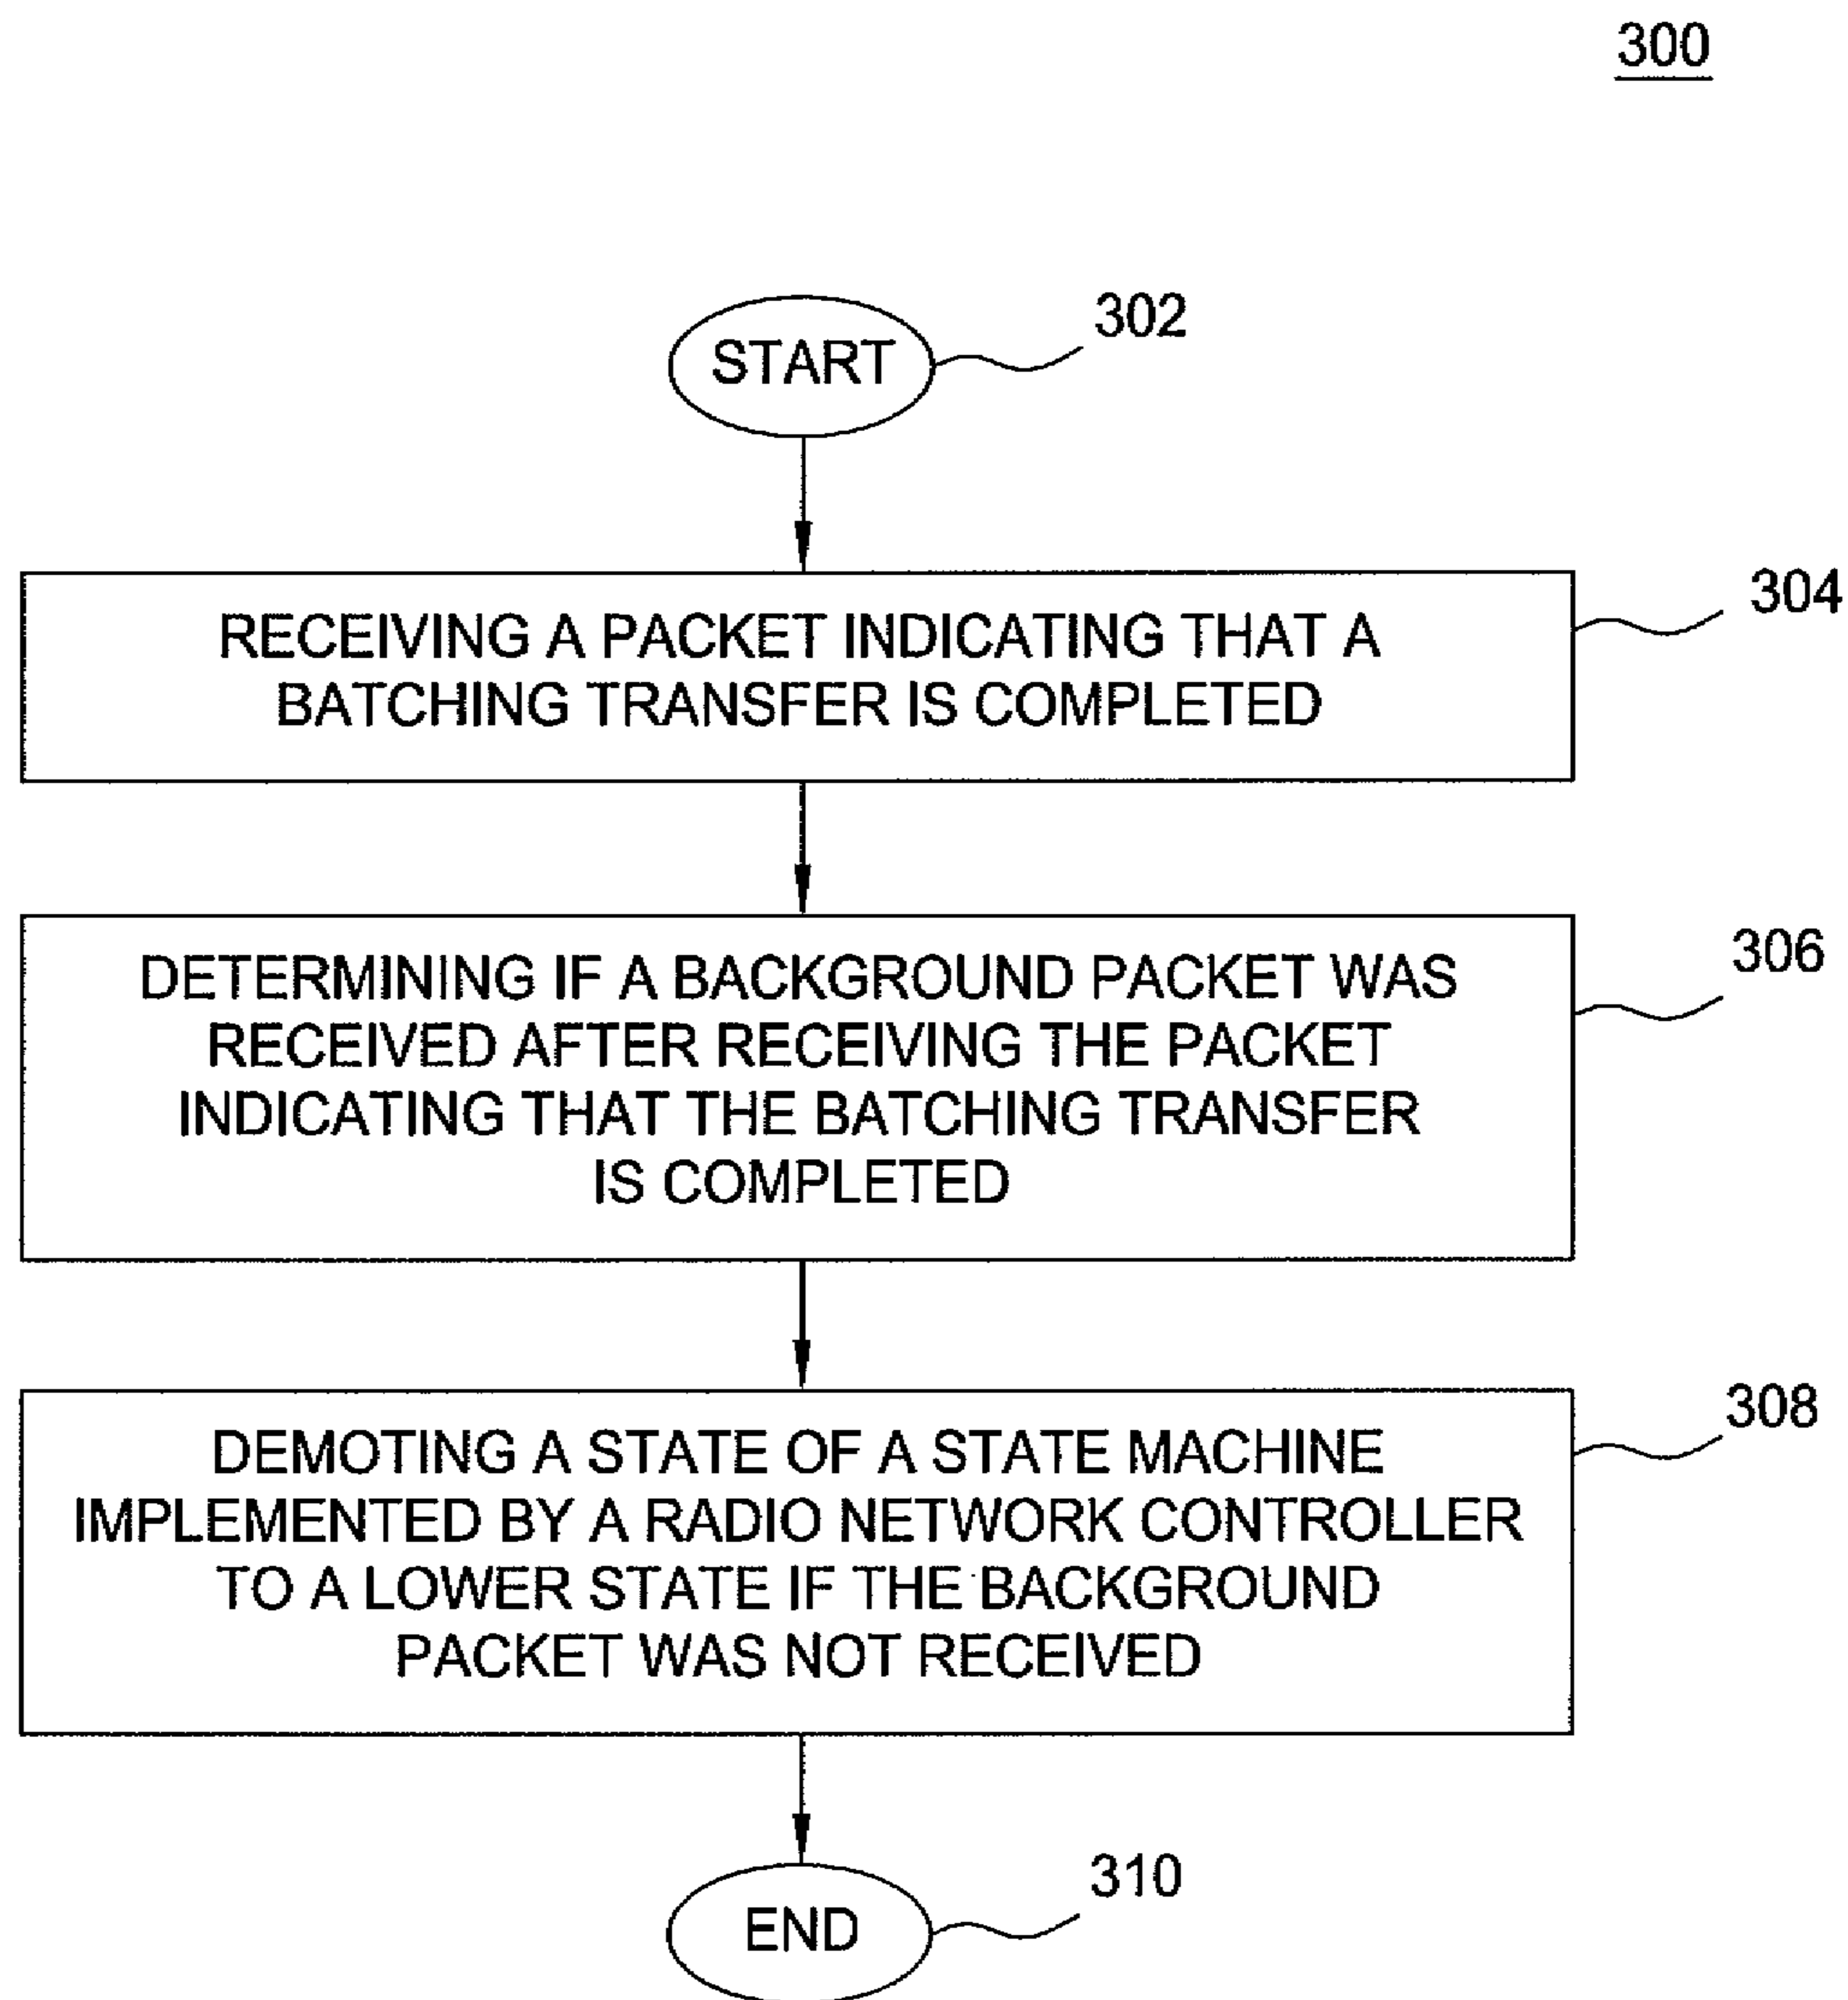 300
START
302
RECEIVING A PACKET INDICATING THAT A
BATCHING TRANSFER IS COMPLETED
304
DETERMINING IF A BACKGROUND PACKET WAS
RECEIVED AFTER RECEIVING THE PACKET
INDICATING THAT THE BATCHING TRANSFER
IS COMPLETED
306
DEMOTING A STATE OF A STATE MACHINE
IMPLEMENTED BY A RADIO NETWORK CONTROLLER
TO A LOWER STATE IF THE BACKGROUND
PACKET WAS NOT RECEIVED
308
END
310